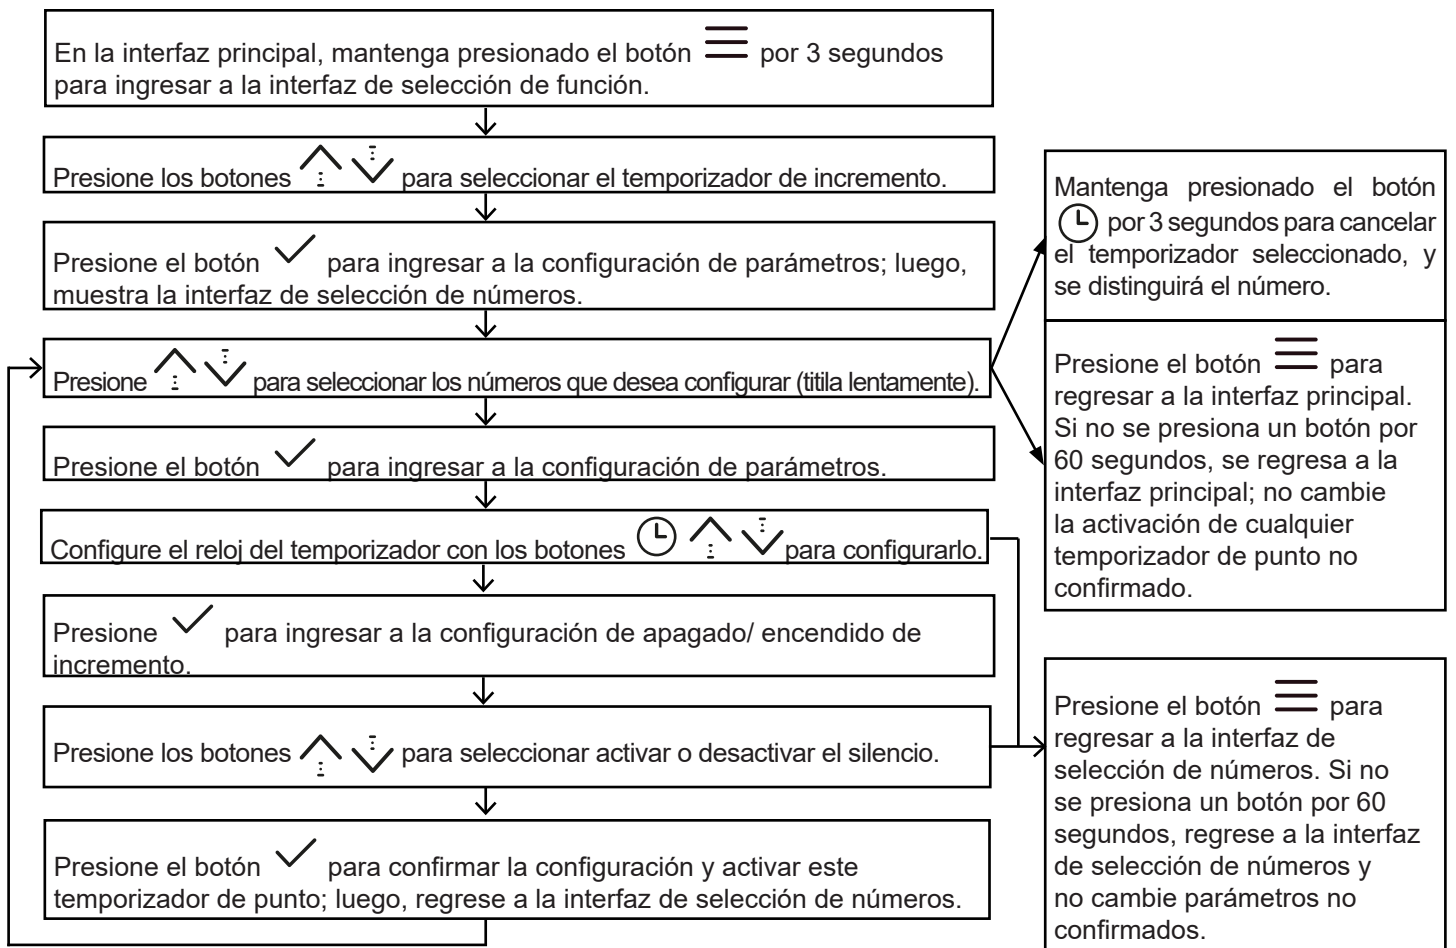 En la interfaz principal, mantenga presionado el botón por 3 segundos
para ingresar a la interfaz de selección de función.
Presione los botones para seleccionar el temporizador de incremento.
Presione el botón para ingresar a la configuración de parámetros; luego,
muestra la interfaz de selección de números.
Presione para seleccionar los números que desea configurar (titila lentamente).
Presione el botón para ingresar a la configuración de parámetros.
Configure el reloj del temporizador con los botones para configurarlo.
Presione para ingresar a la configuración de apagado/ encendido de
incremento.
Presione los botones para seleccionar activar o desactivar el silencio.
Presione el botón para confirmar la configuración y activar este
temporizador de punto; luego, regrese a la interfaz de selección de números.
Mantenga presionado el botón
por 3 segundos para cancelar
el temporizador seleccionado, y
se distinguirá el número.
Presione el botón para
regresar a la interfaz principal.
Si no se presiona un botón por
60 segundos, se regresa a la
interfaz principal; no cambie
la activación de cualquier
temporizador de punto no
confirmado.
Presione el botón para
regresar a la interfaz de
selección de números. Si no
se presiona un botón por 60
segundos, regrese a la interfaz
de selección de números y
no cambie parámetros no
confirmados.